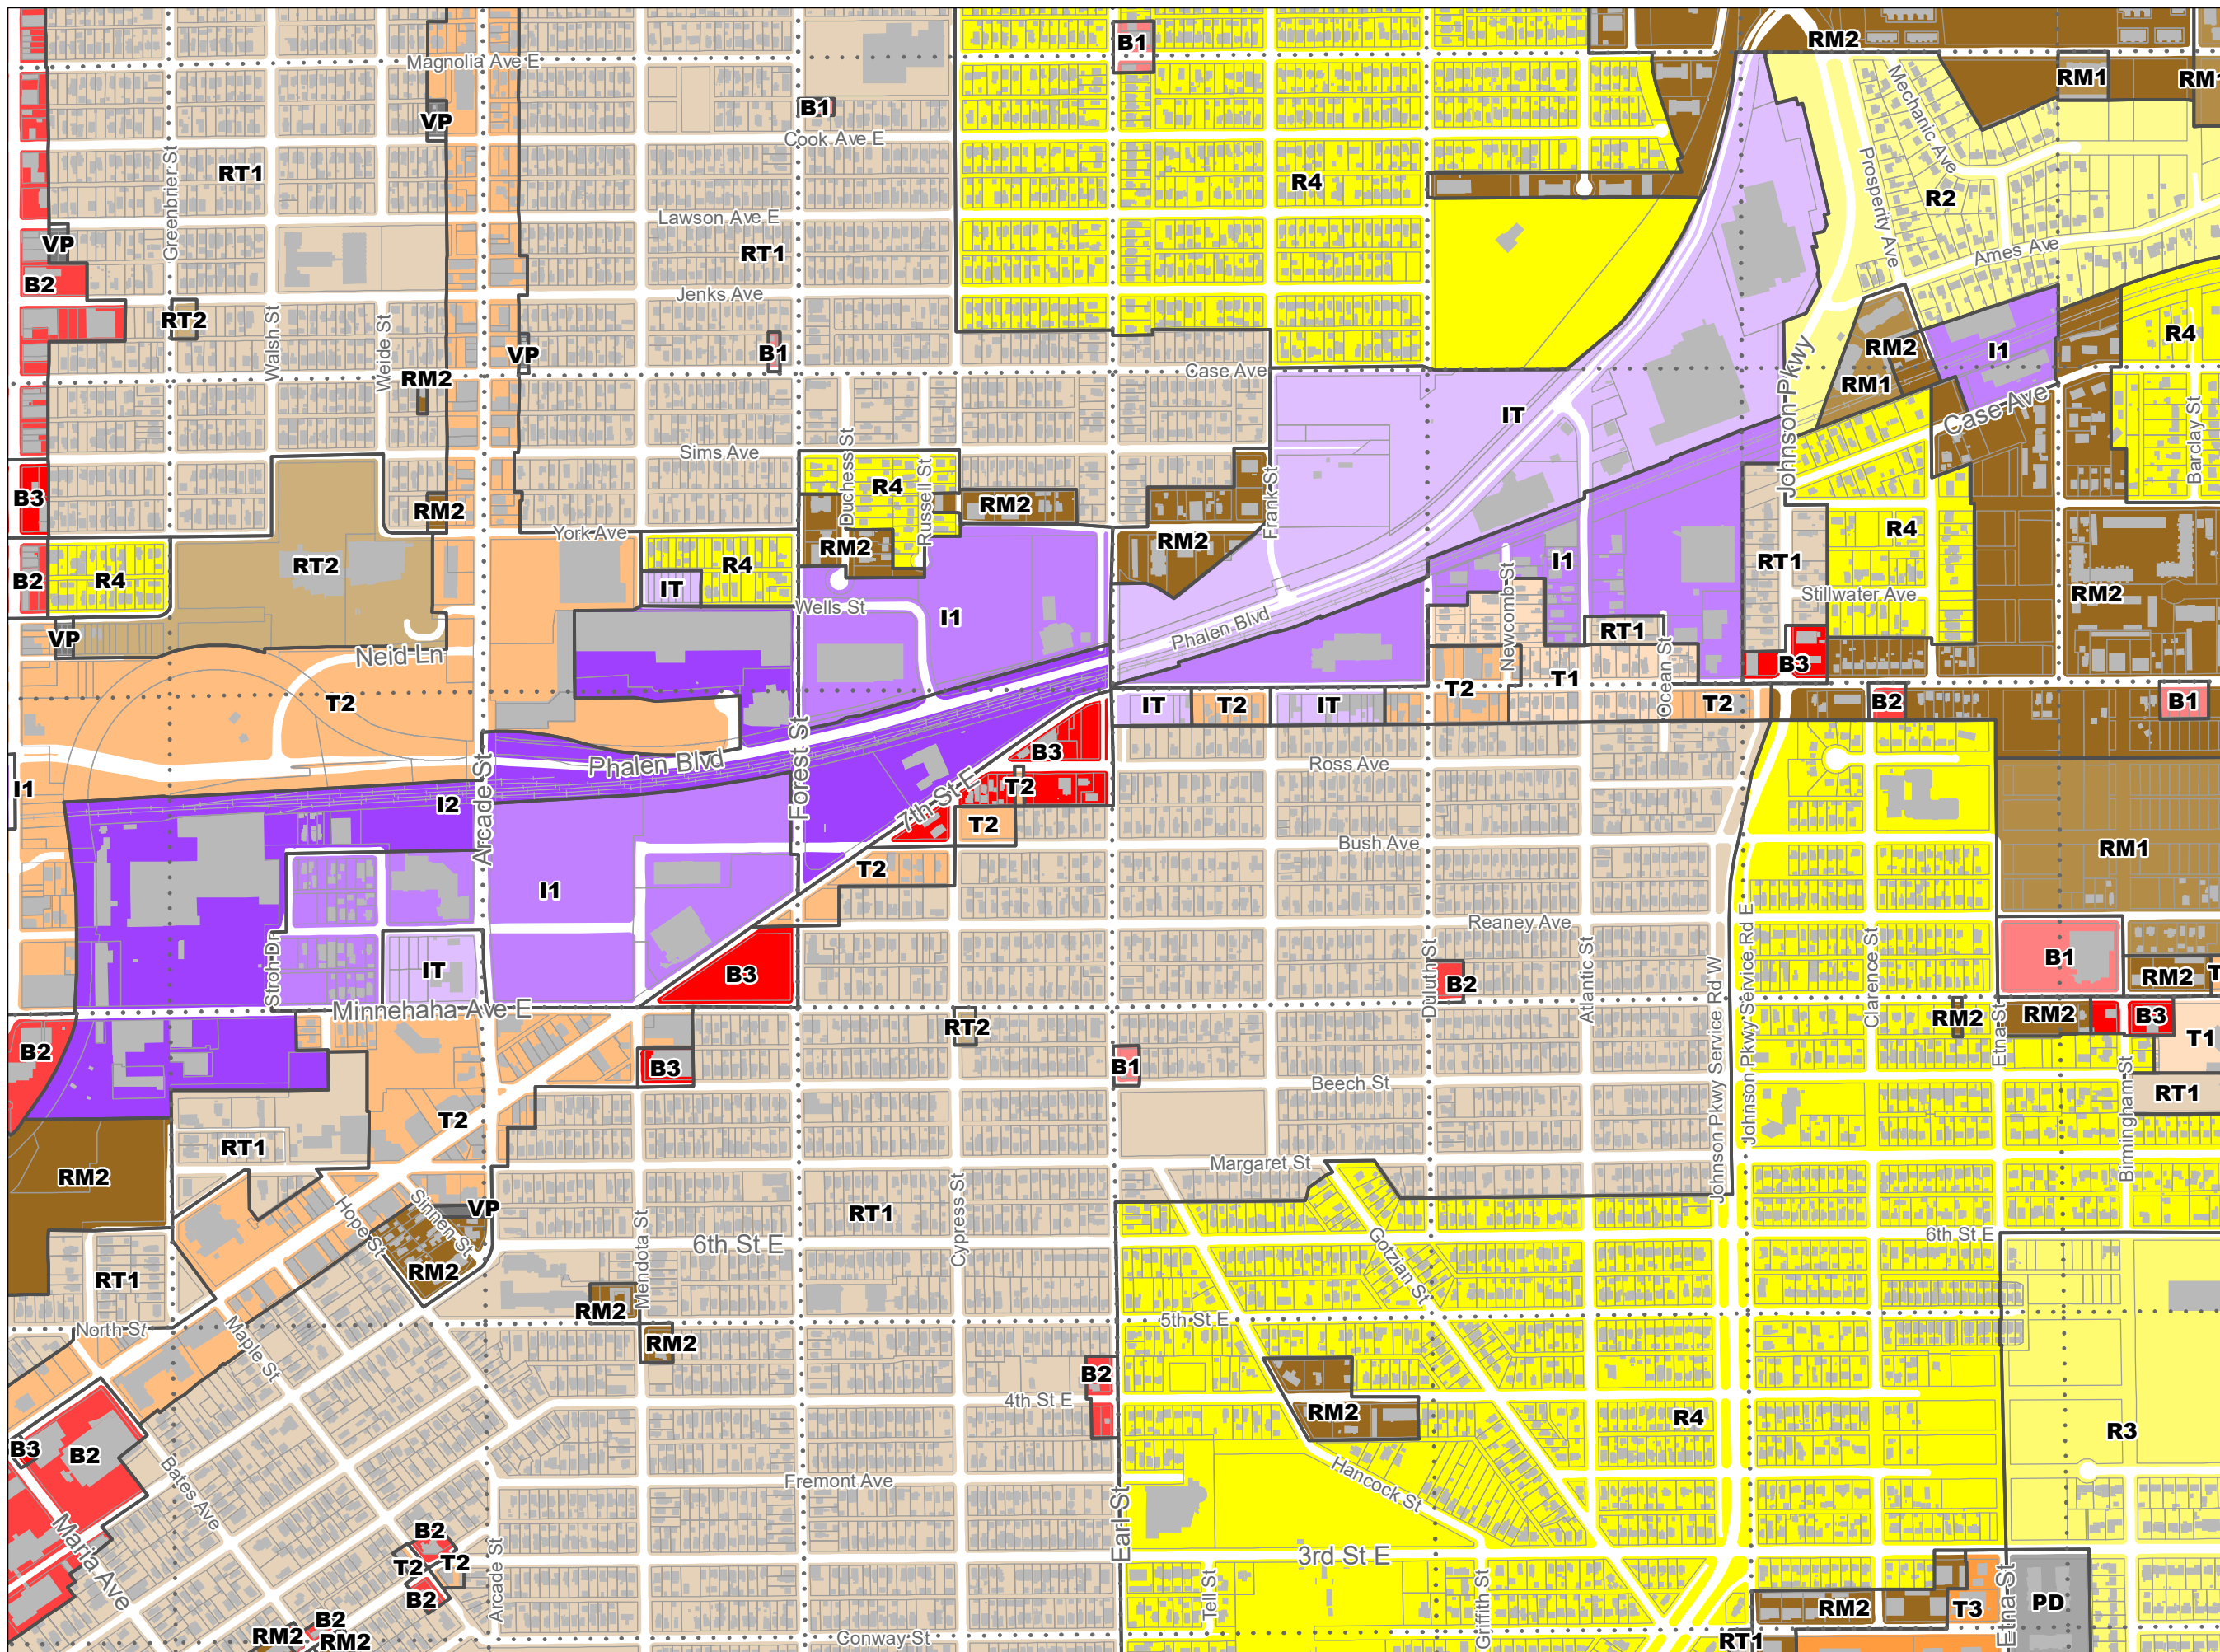 B1
RM2
Magnolia Ave E
RM1
RM1
VP
B1
Cook Ave E
Mechanic Ave
Greenbrier St
RT1
R4
Prosperity Ave
R2
Lawson Ave E
VP
RT1
Ames Ave
B2
Jenks Ave
RT2
Walsh St
Weide St
VP
B1
RM2
I1
R4
RM2
Case Ave
RM1
Johnson Pkwy
IT
Case Ave
Barclay St
Sims Ave
Duchess St
Russell St
R4
B3
RM2
RM2
Frank St
York Ave
RM2
RM2
R4
B2
R4
RT2
R4
IT
I1
Newcomb St
RT1
Stillwater Ave
RM2
Wells St
I1
Phalen Blvd
RT1
VP
Neid Ln
Ocean St
B3
T2
T1
T2
IT
T2
IT
T2
B2
B1
Forest St
B3
Phalen Blvd
Ross Ave
Arcade St
I1
I2
7th St E
T2
T2
Bush Ave
RM1
T2
I1
Reaney Ave
Stroh Dr
IT
B3
Duluth St
B2
Atlantic St
Johnson Pkwy Service Rd W
Johnson Pkwy Service Rd E
Clarence St
B1
RM2
T
Minnehaha Ave E
RT2
RM2
Etna St
RM2
B3
T1
B2
B3
B1
Beech St
RT1
T2
RT1
Birmingham St
Margaret St
RM2
Hope St
Sinnen St
VP
Mendota St
RT1
Cypress St
6th St E
6th St E
RT1
RM2
Gotzian St
RM2
North St
Maple St
RM2
5th St E
B2
4th St E
RM2
R4
R3
B3
B2
Bates Ave
Fremont Ave
Hancock St
Earl St
Maria Ave
B2
T2
T2
B2
Arcade St
3rd St E
Tell St
Griffith St
Etna St
RM2
T3
PD
B2
RM2
RM2
Conway St
RT1